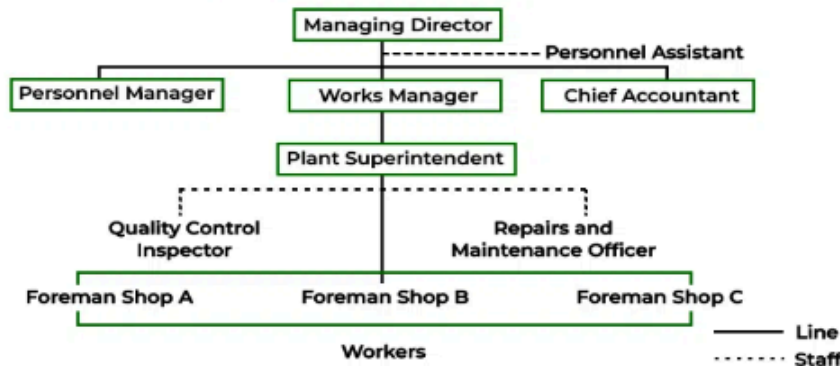 Managing Director
Personnel Assistant
Personnel Manager
Works Manager
Chief Accountant
Plant Superintendent
Quality Control
Inspector
Repairs and
Maintenance Officer
Foreman Shop A
Foreman Shop B
Foreman Shop C
Workers
Line
Staff